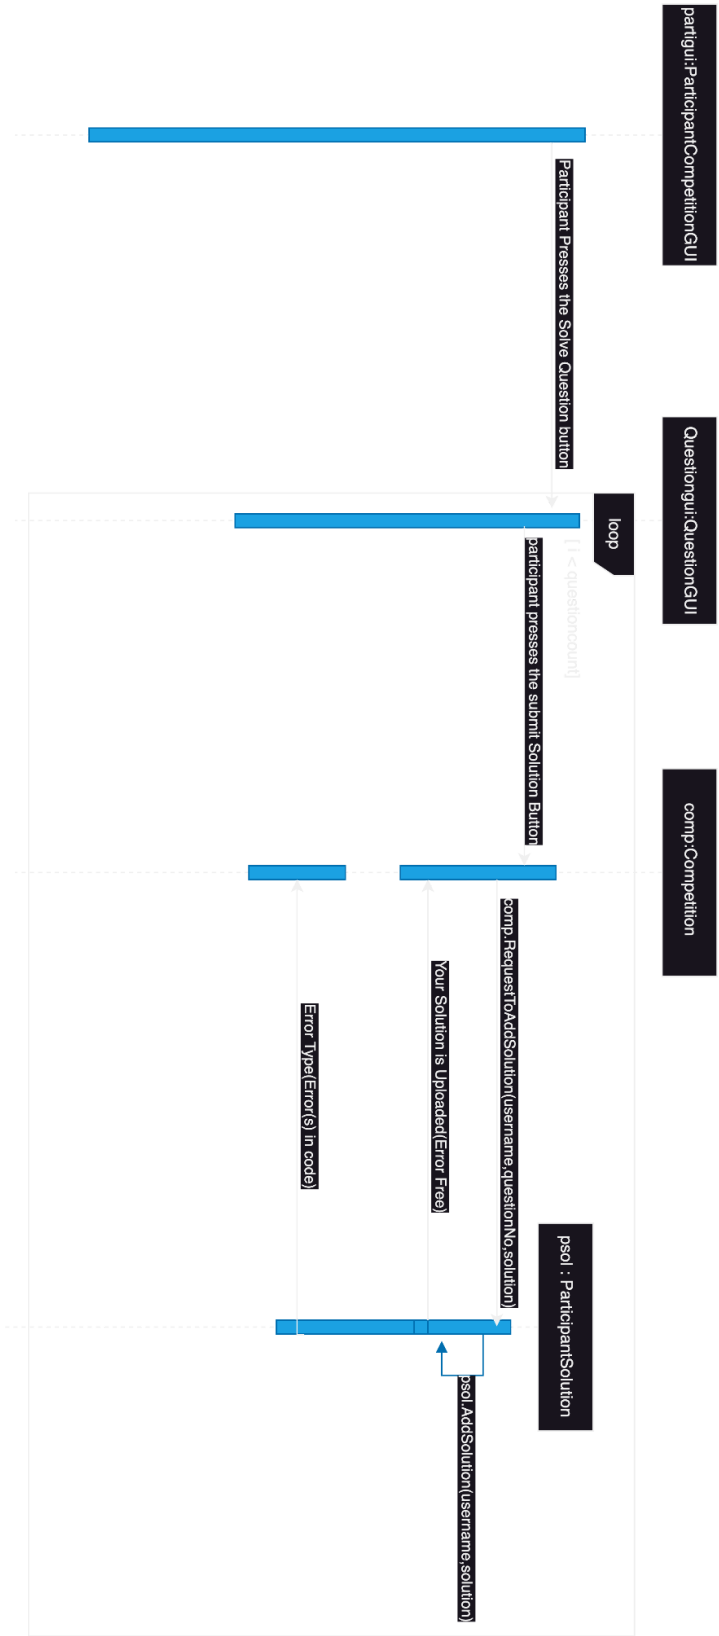 partigui:ParticipantCompetitionGUI
Questiongui:QuestionGUI
comp:Competition
loop
psol : ParticipantSolution
[ i < questioncount]
Participant Presses the Solve Question button
participant presses the submit Solution Button
comp.RequestToAddSolution(username,questionNo,solution)
psol.AddSolution(username,solution)
Your Solution is Uploaded(Error Free)
Error Type(Error(s) in code)